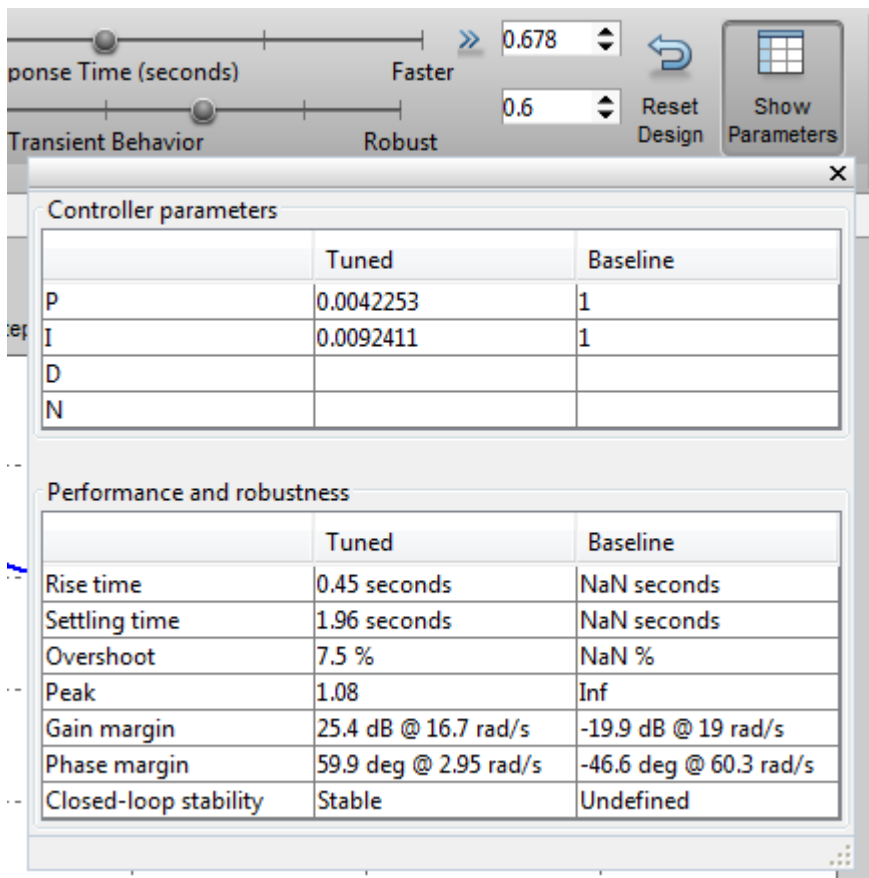 0.678
ponse Time (seconds) Faster
0.6 Reset Show
Transient Behavior Robust Design Parameters
Controller parameters
Tuned Baseline
P 0.0042253 1
I 0.0092411 1
D
N
Performance and robustness
Tuned Baseline
Rise time 0.45 seconds NaN seconds
Settling time 1.96 seconds NaN seconds
Overshoot 7.5 % NaN %
Peak 1.08 Inf
Gain margin 25.4 dB @ 16.7 rad/s -19.9 dB @ 19 rad/s
Phase margin 59.9 deg @ 2.95 rad/s -46.6 deg @ 60.3 rad/s
Closed-loop stability Stable Undefined